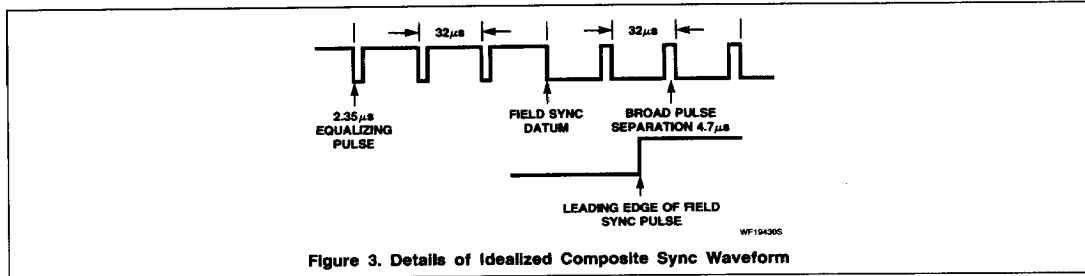 32μs
32μs
2.35μs
EQUALIZING
PULSE
FIELD SYNC
DATUM
BROAD PULSE
SEPARATION 4.7μs
LEADING EDGE OF FIELD
SYNC PULSE
WF19430S
Figure 3. Details of Idealized Composite Sync Waveform